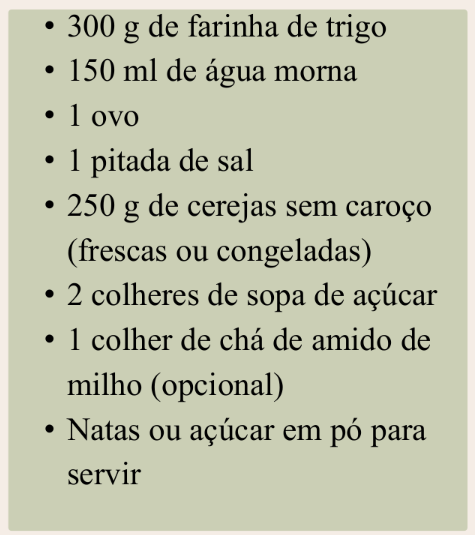 • 300 g de farinha de trigo
• 150 ml de água morna
• 1 ovo
• 1 pitada de sal
• 250 g de cerejas sem caroço
(frescas ou congeladas)
• 2 colheres de sopa de açúcar
• 1 colher de chá de amido de
milho (opcional)
• Natas ou açúcar em pó para
servir